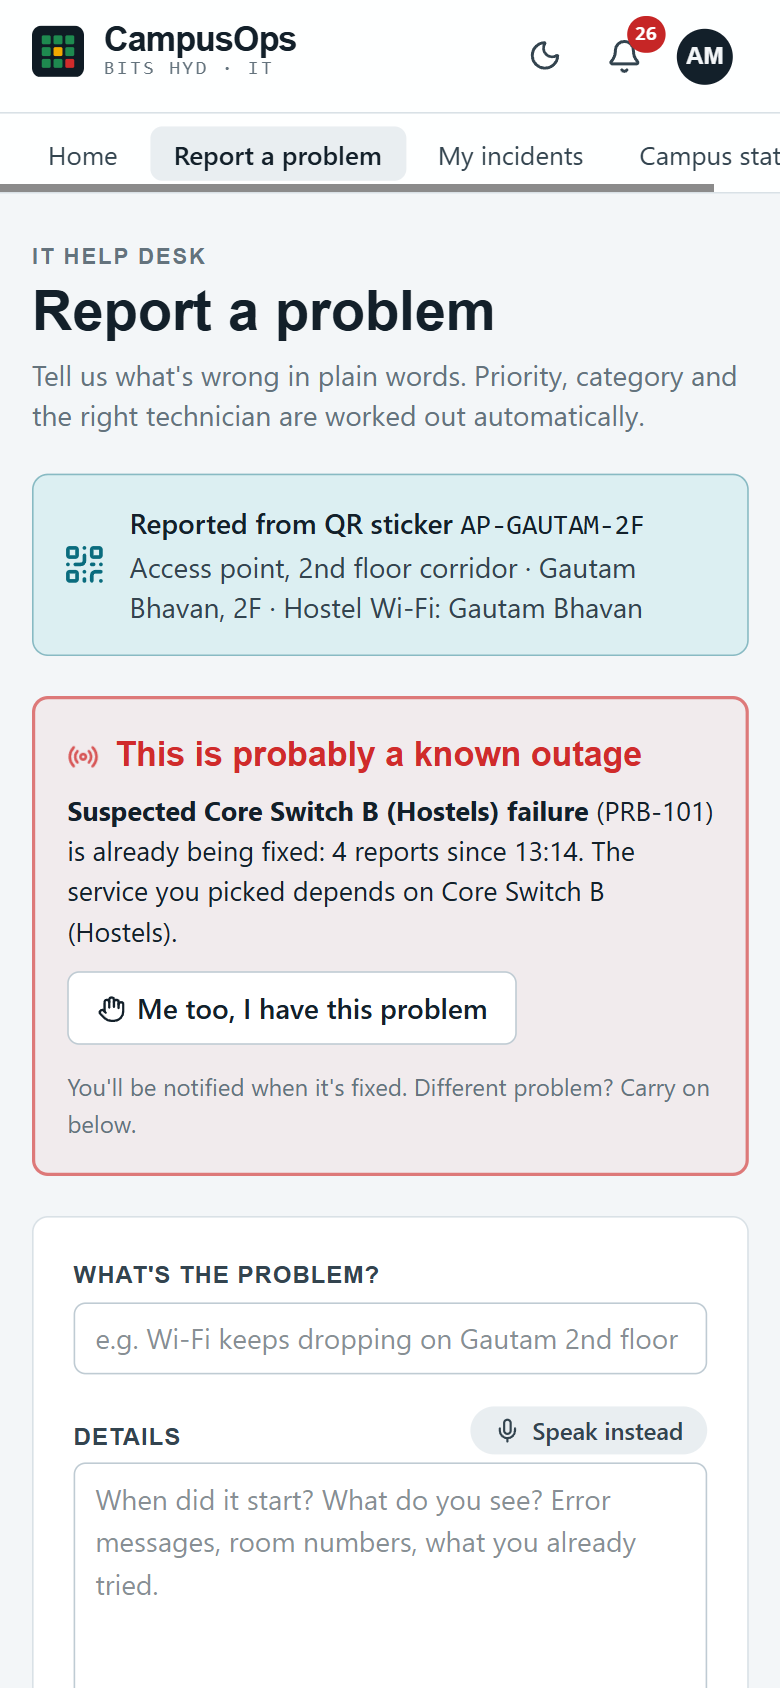 CampusOps
BITS HYD · IT
26
AM
Home
Report a problem
My incidents
Campus stat
IT HELP DESK
Report a problem
Tell us what's wrong in plain words. Priority, category and
the right technician are worked out automatically.
Reported from QR sticker AP-GAUTAM-2F
Access point, 2nd floor corridor · Gautam
Bhavan, 2F · Hostel Wi-Fi: Gautam Bhavan
This is probably a known outage
Suspected Core Switch B (Hostels) failure (PRB-101)
is already being fixed: 4 reports since 13:14. The
service you picked depends on Core Switch B
(Hostels).
Me too, I have this problem
You'll be notified when it's fixed. Different problem? Carry on
below.
WHAT'S THE PROBLEM?
e.g. Wi-Fi keeps dropping on Gautam 2nd floor
DETAILS
Speak instead
When did it start? What do you see? Error
messages, room numbers, what you already
tried.